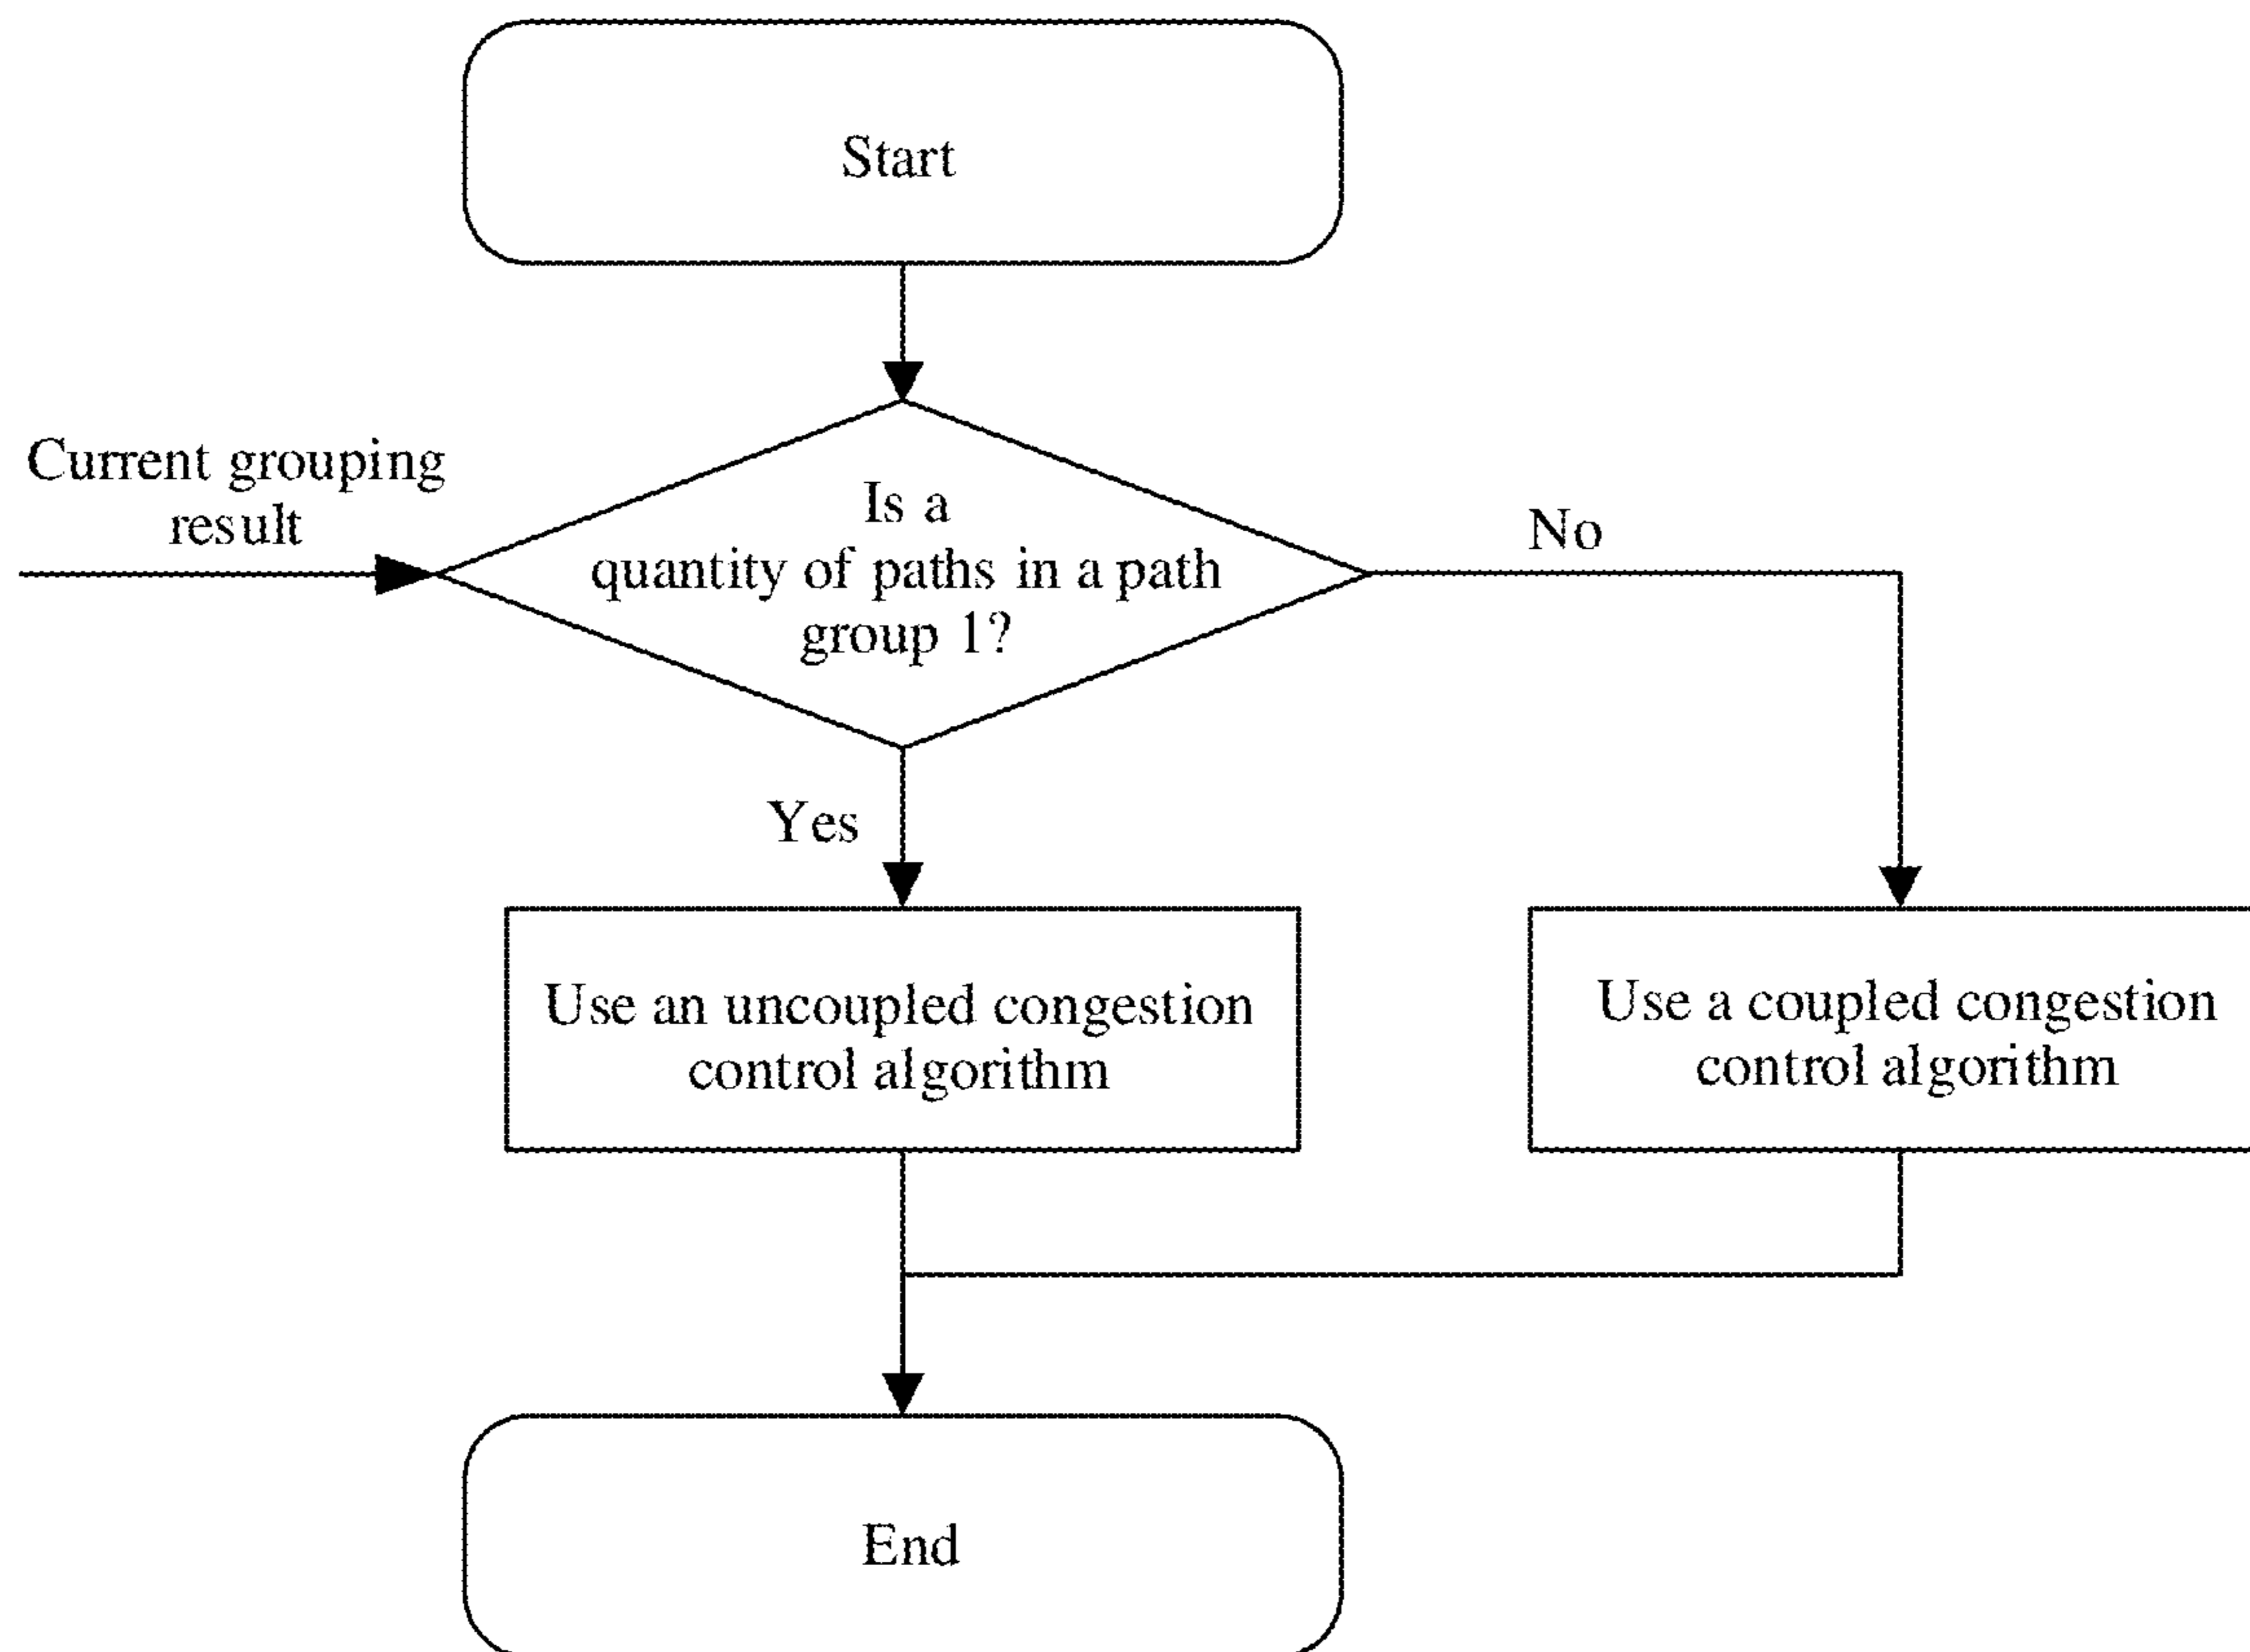 Start
Current grouping
result
Is a
quantity of paths in a path
group 1?
No
Yes
Use an uncoupled congestion
control algorithm
Use a coupled congestion
control algorithm
End